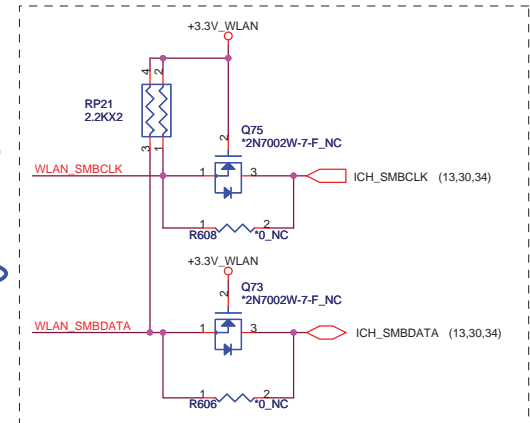 +3.3V_WLAN
4
2
RP21
2.2KX2
3
1
Q75
*2N7002W-7-F_NC
2
WLAN_SMBCLK
1
3
ICH_SMBCLK (13,30,34)
1
2
R608
*0_NC
+3.3V_WLAN
Q73
*2N7002W-7-F_NC
2
WLAN_SMBDATA
1
3
ICH_SMBDATA (13,30,34)
1
2
R606
*0_NC